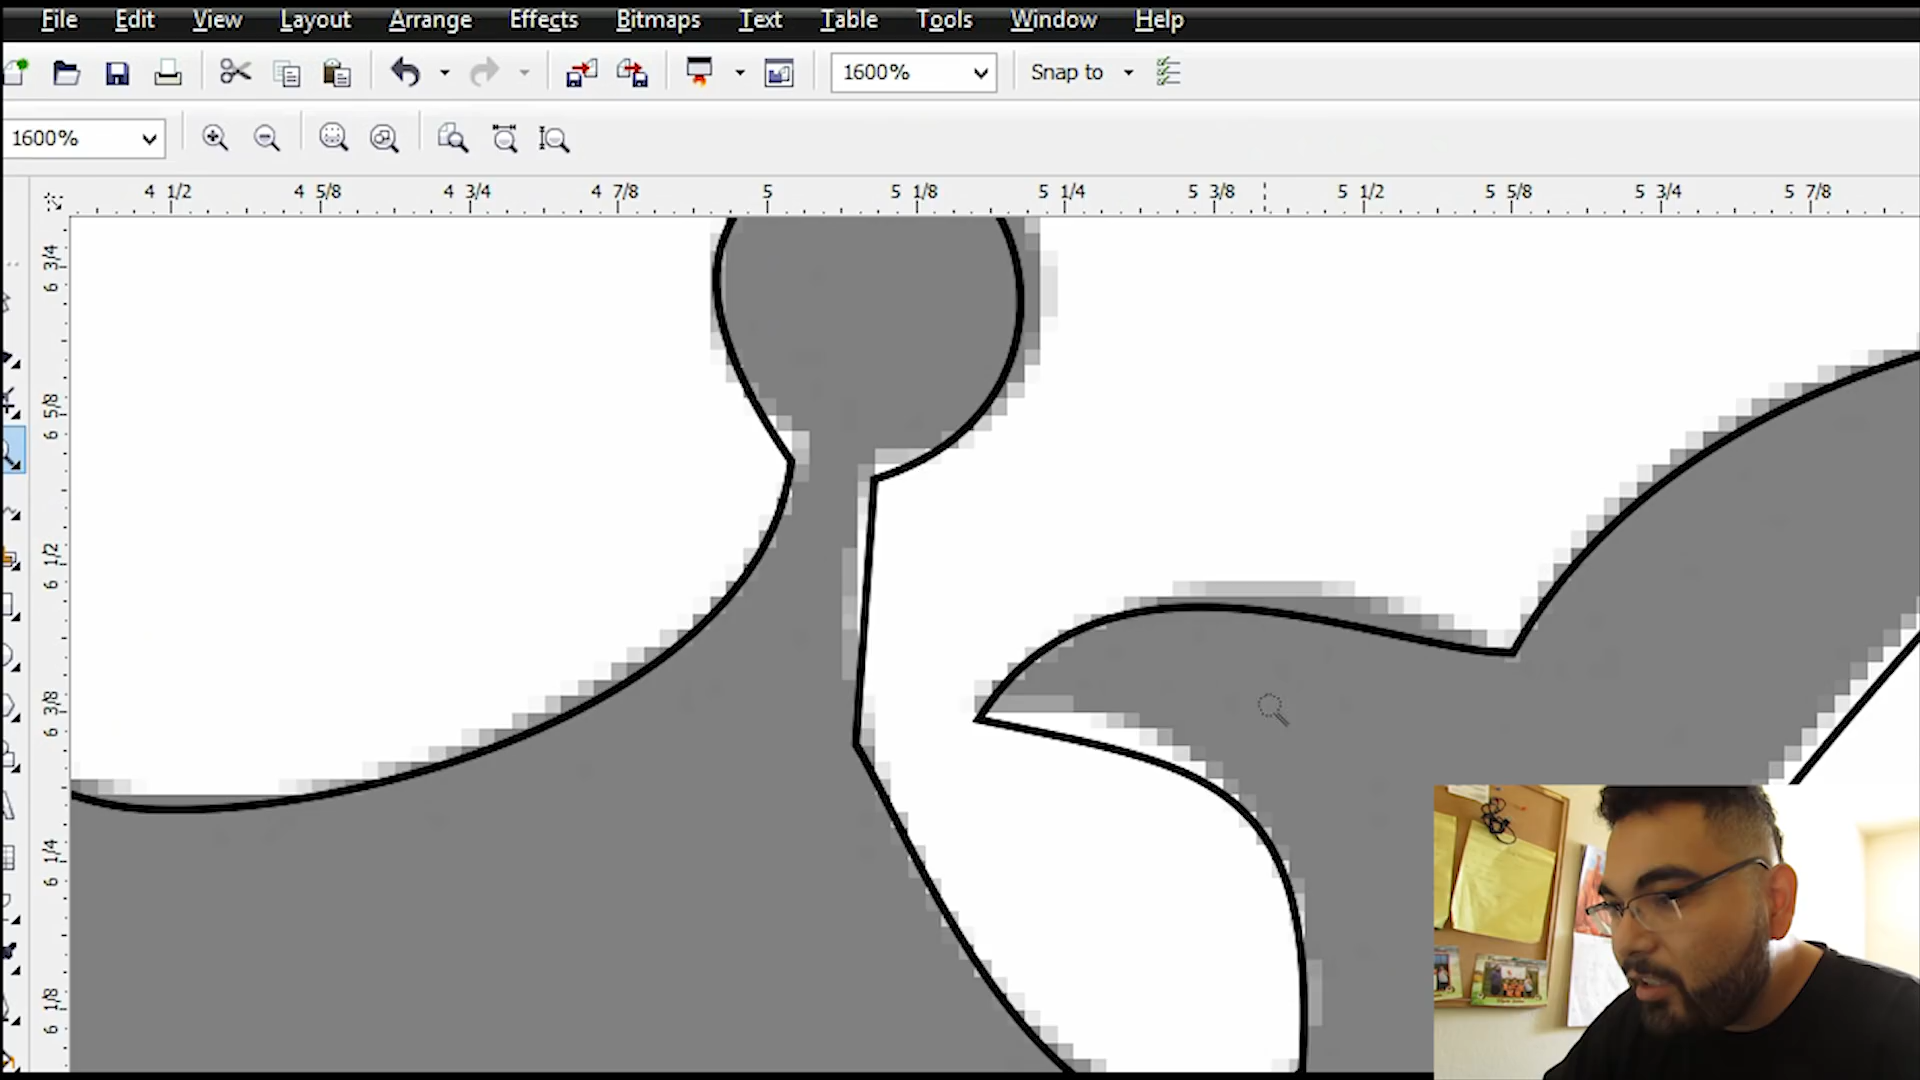 File Edit View Layout Arrange Effects Bitmaps Text Table Tools Window Help
1600% Snap to
1600%
4 1/2 4 5/8 4 3/4 4 7/8 5 5 1/8 5 1/4 5 3/8 5 1/2 5 5/8 5 3/4 5 7/8
6 3/4
6 5/8
6 1/2
6 3/8
6 1/4
6 1/8